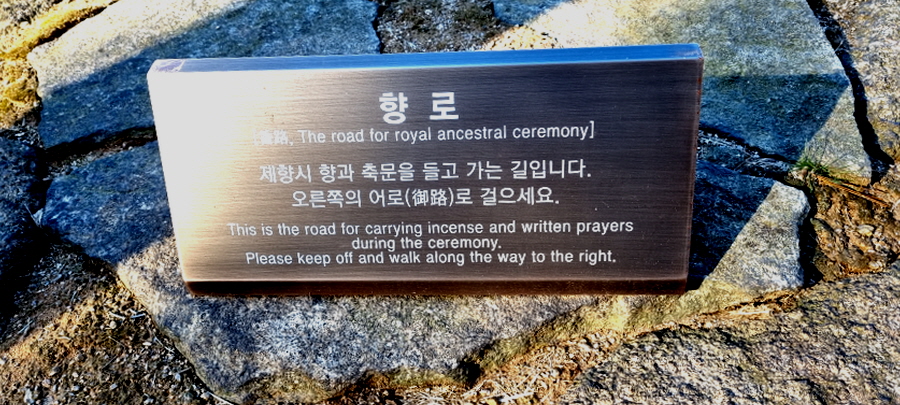 향 로
[香路, The road for royal ancestral ceremony]
제향시 향과 축문을 들고 가는 길입니다.
오른쪽의 어로(御路)로 걸으세요.
This is the road for carrying incense and written prayers
during the ceremony.
Please keep off and walk along the way to the right.